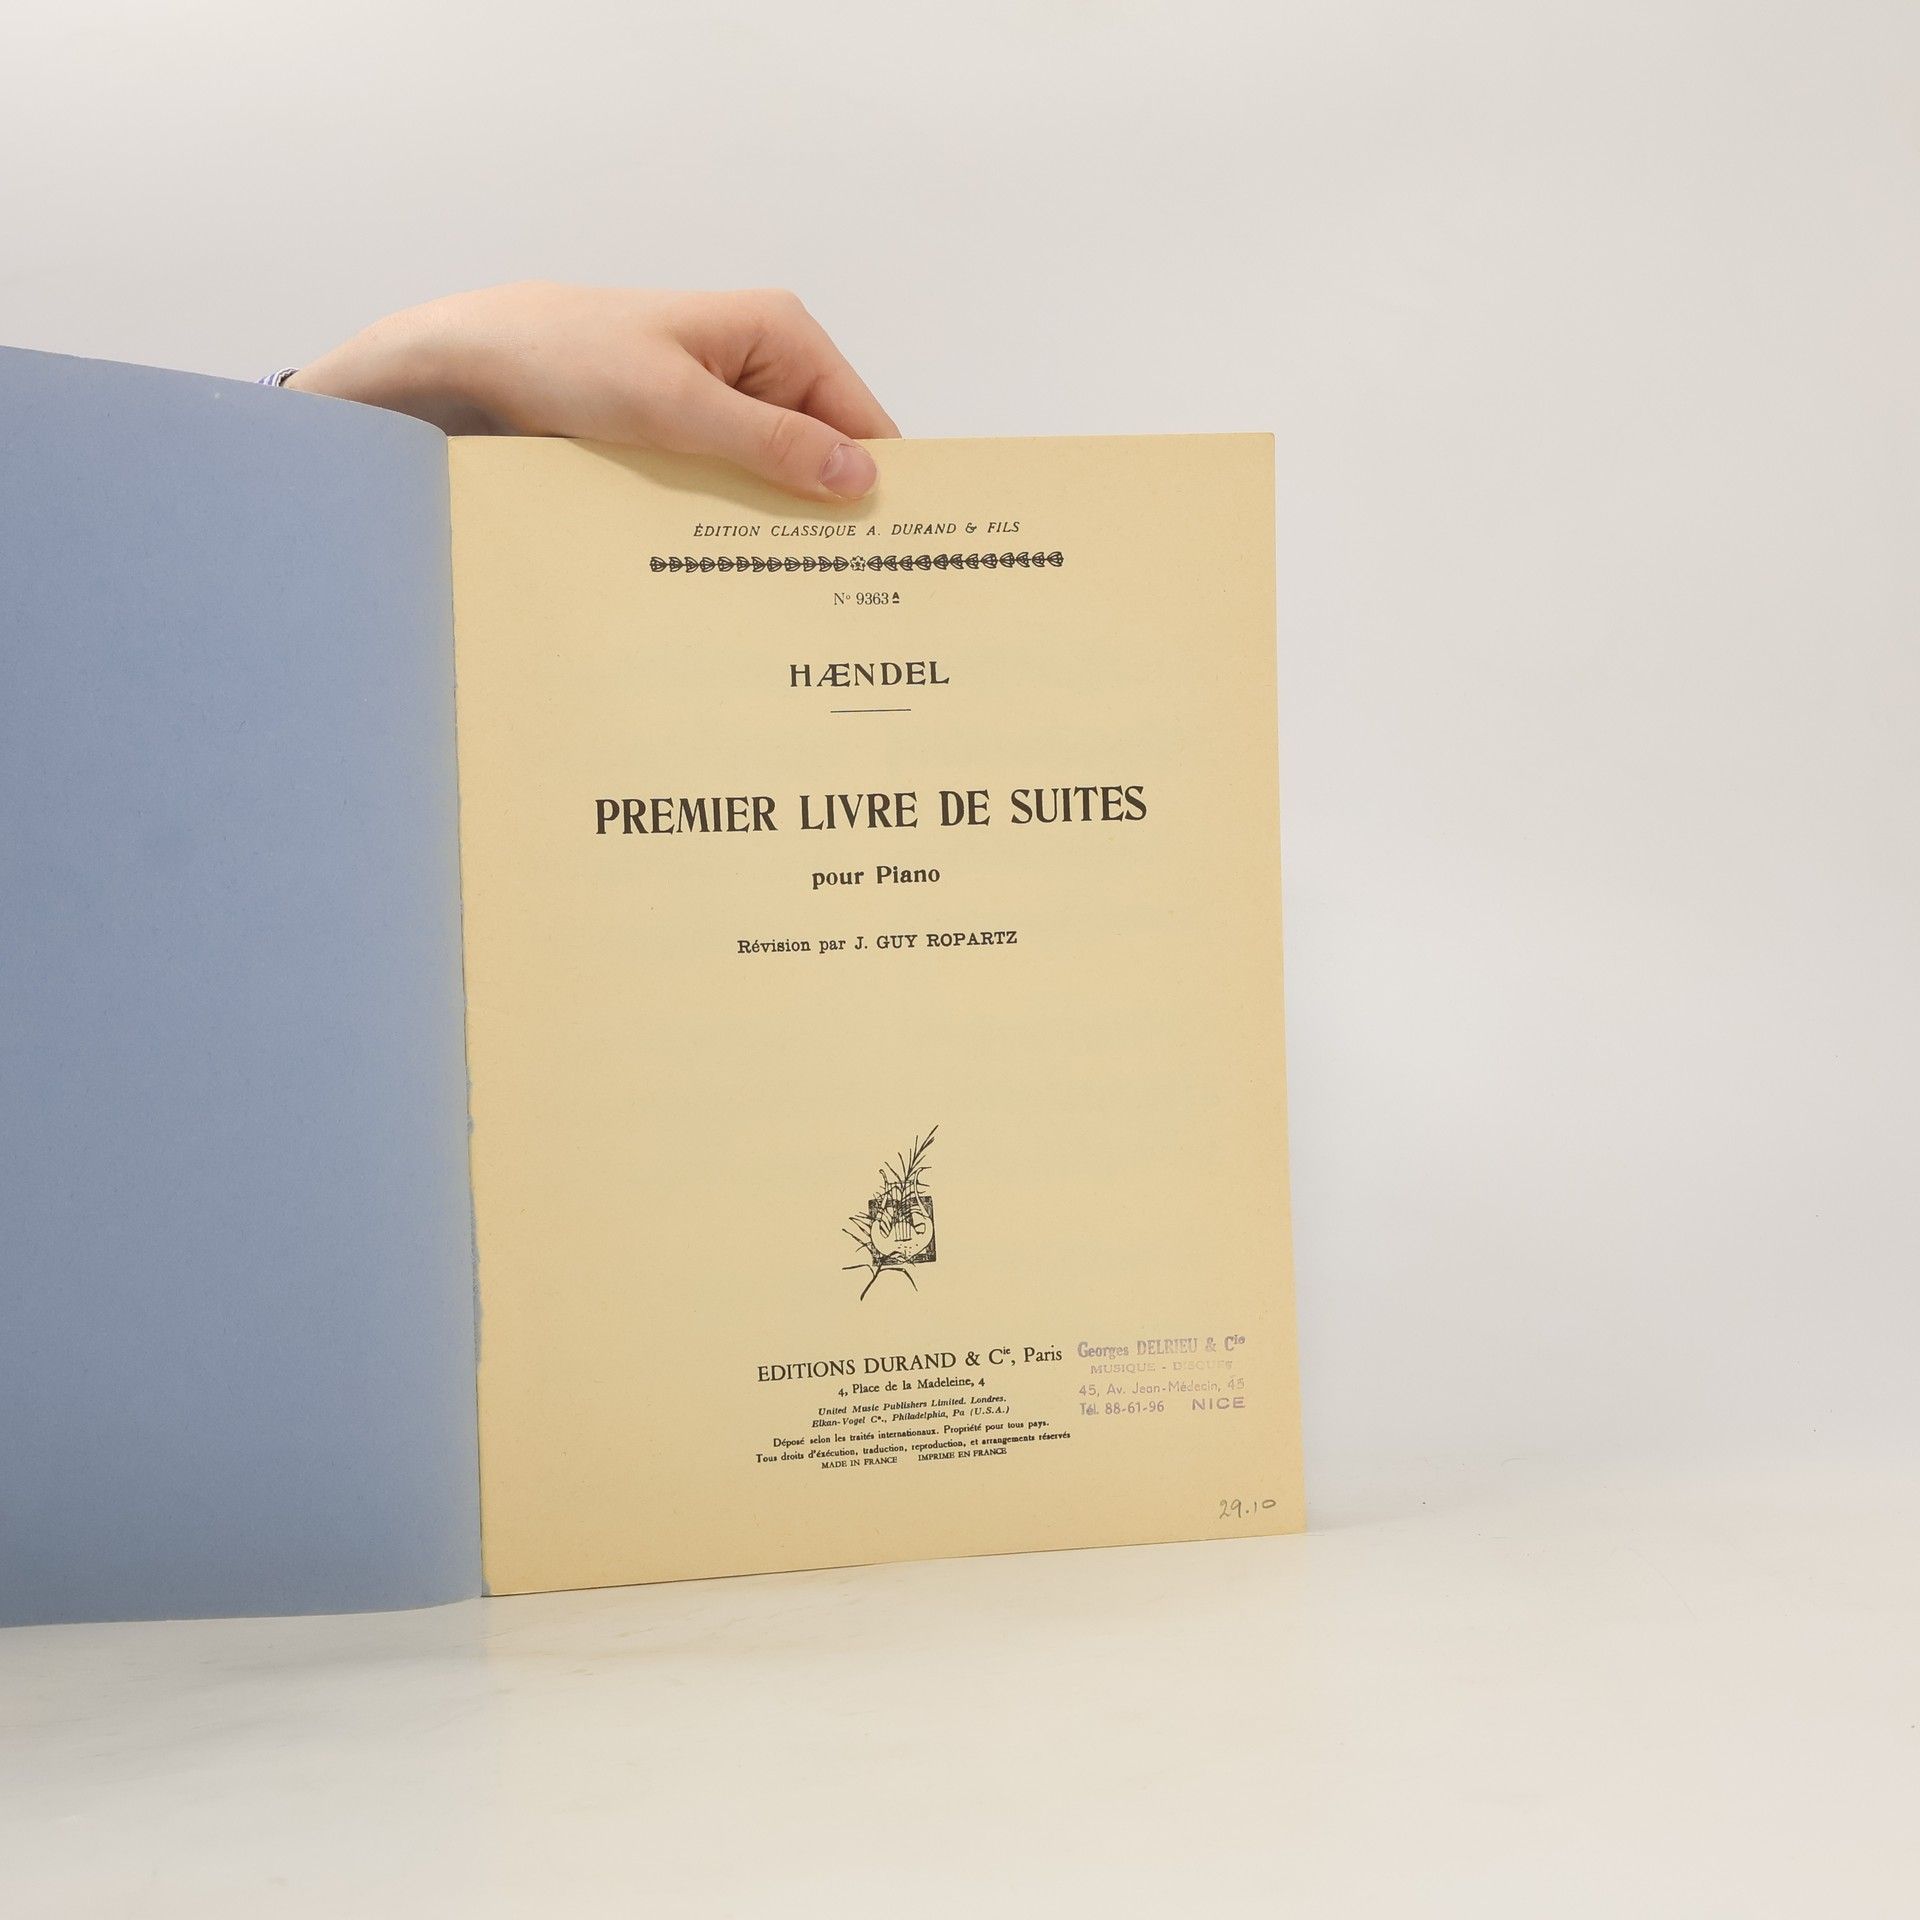 ÉDITION CLASSIQUE A. DURAND & FILS
Nº 9363 A
HÆNDEL
PREMIER LIVRE DE SUITES
pour Piano
Révision par J. GUY ROPARTZ
EDITIONS DURAND & Cie, Paris
4, Place de la Madeleine, 4
United Music Publishers Limited. Londres.
Elkan-Vogel Cº., Philadelphia, Pa (U.S.A.)
Déposé selon les traités internationaux. Propriété pour tous pays.
Tous droits d'éxécution, traduction, reproduction, et arrangements réservés
MADE IN FRANCE IMPRIME EN FRANCE
Georges DELRIEU & Cie
MUSIQUE - DISQUES
45, Av. Jean-Médecin, 45
Tél. 88-61-96 NICE
29.10